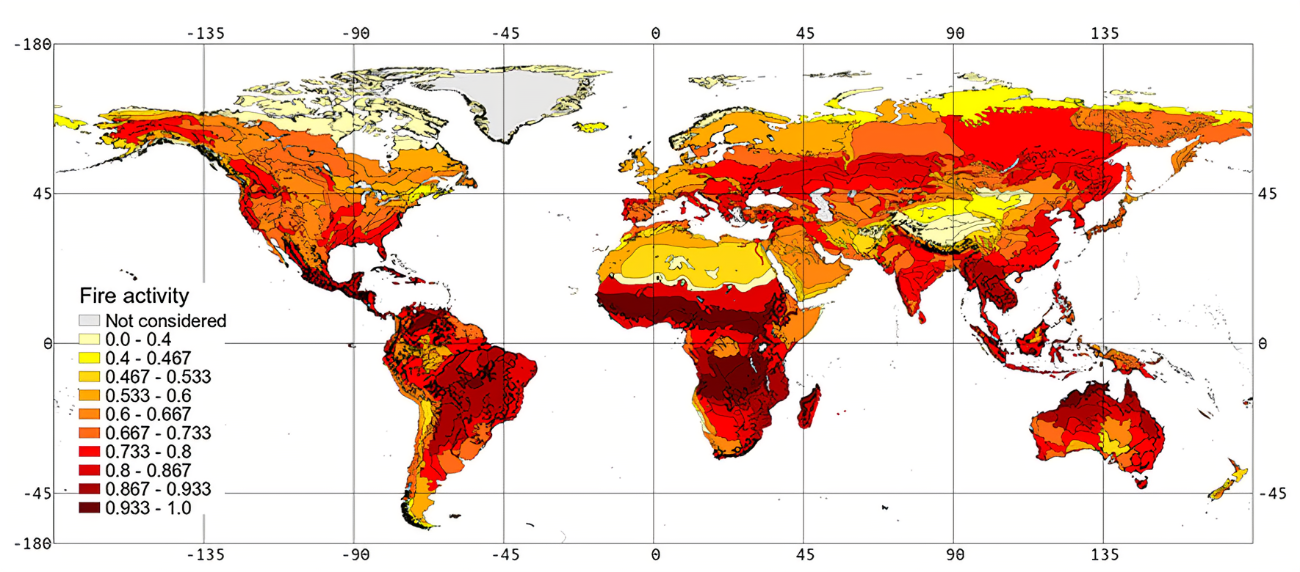 -135 -90 -45 0 45 90 135
-180
45 45
Fire activity
Not considered
0.0 - 0.4
0 0
0.4 - 0.467
0.467 - 0.533
0.533 - 0.6
0.6 - 0.667
0.667 - 0.733
0.733 - 0.8
0.8 - 0.867
0.867 - 0.933
-45 -45
0.933 - 1.0
-180
-135 -90 -45 0 45 90 135